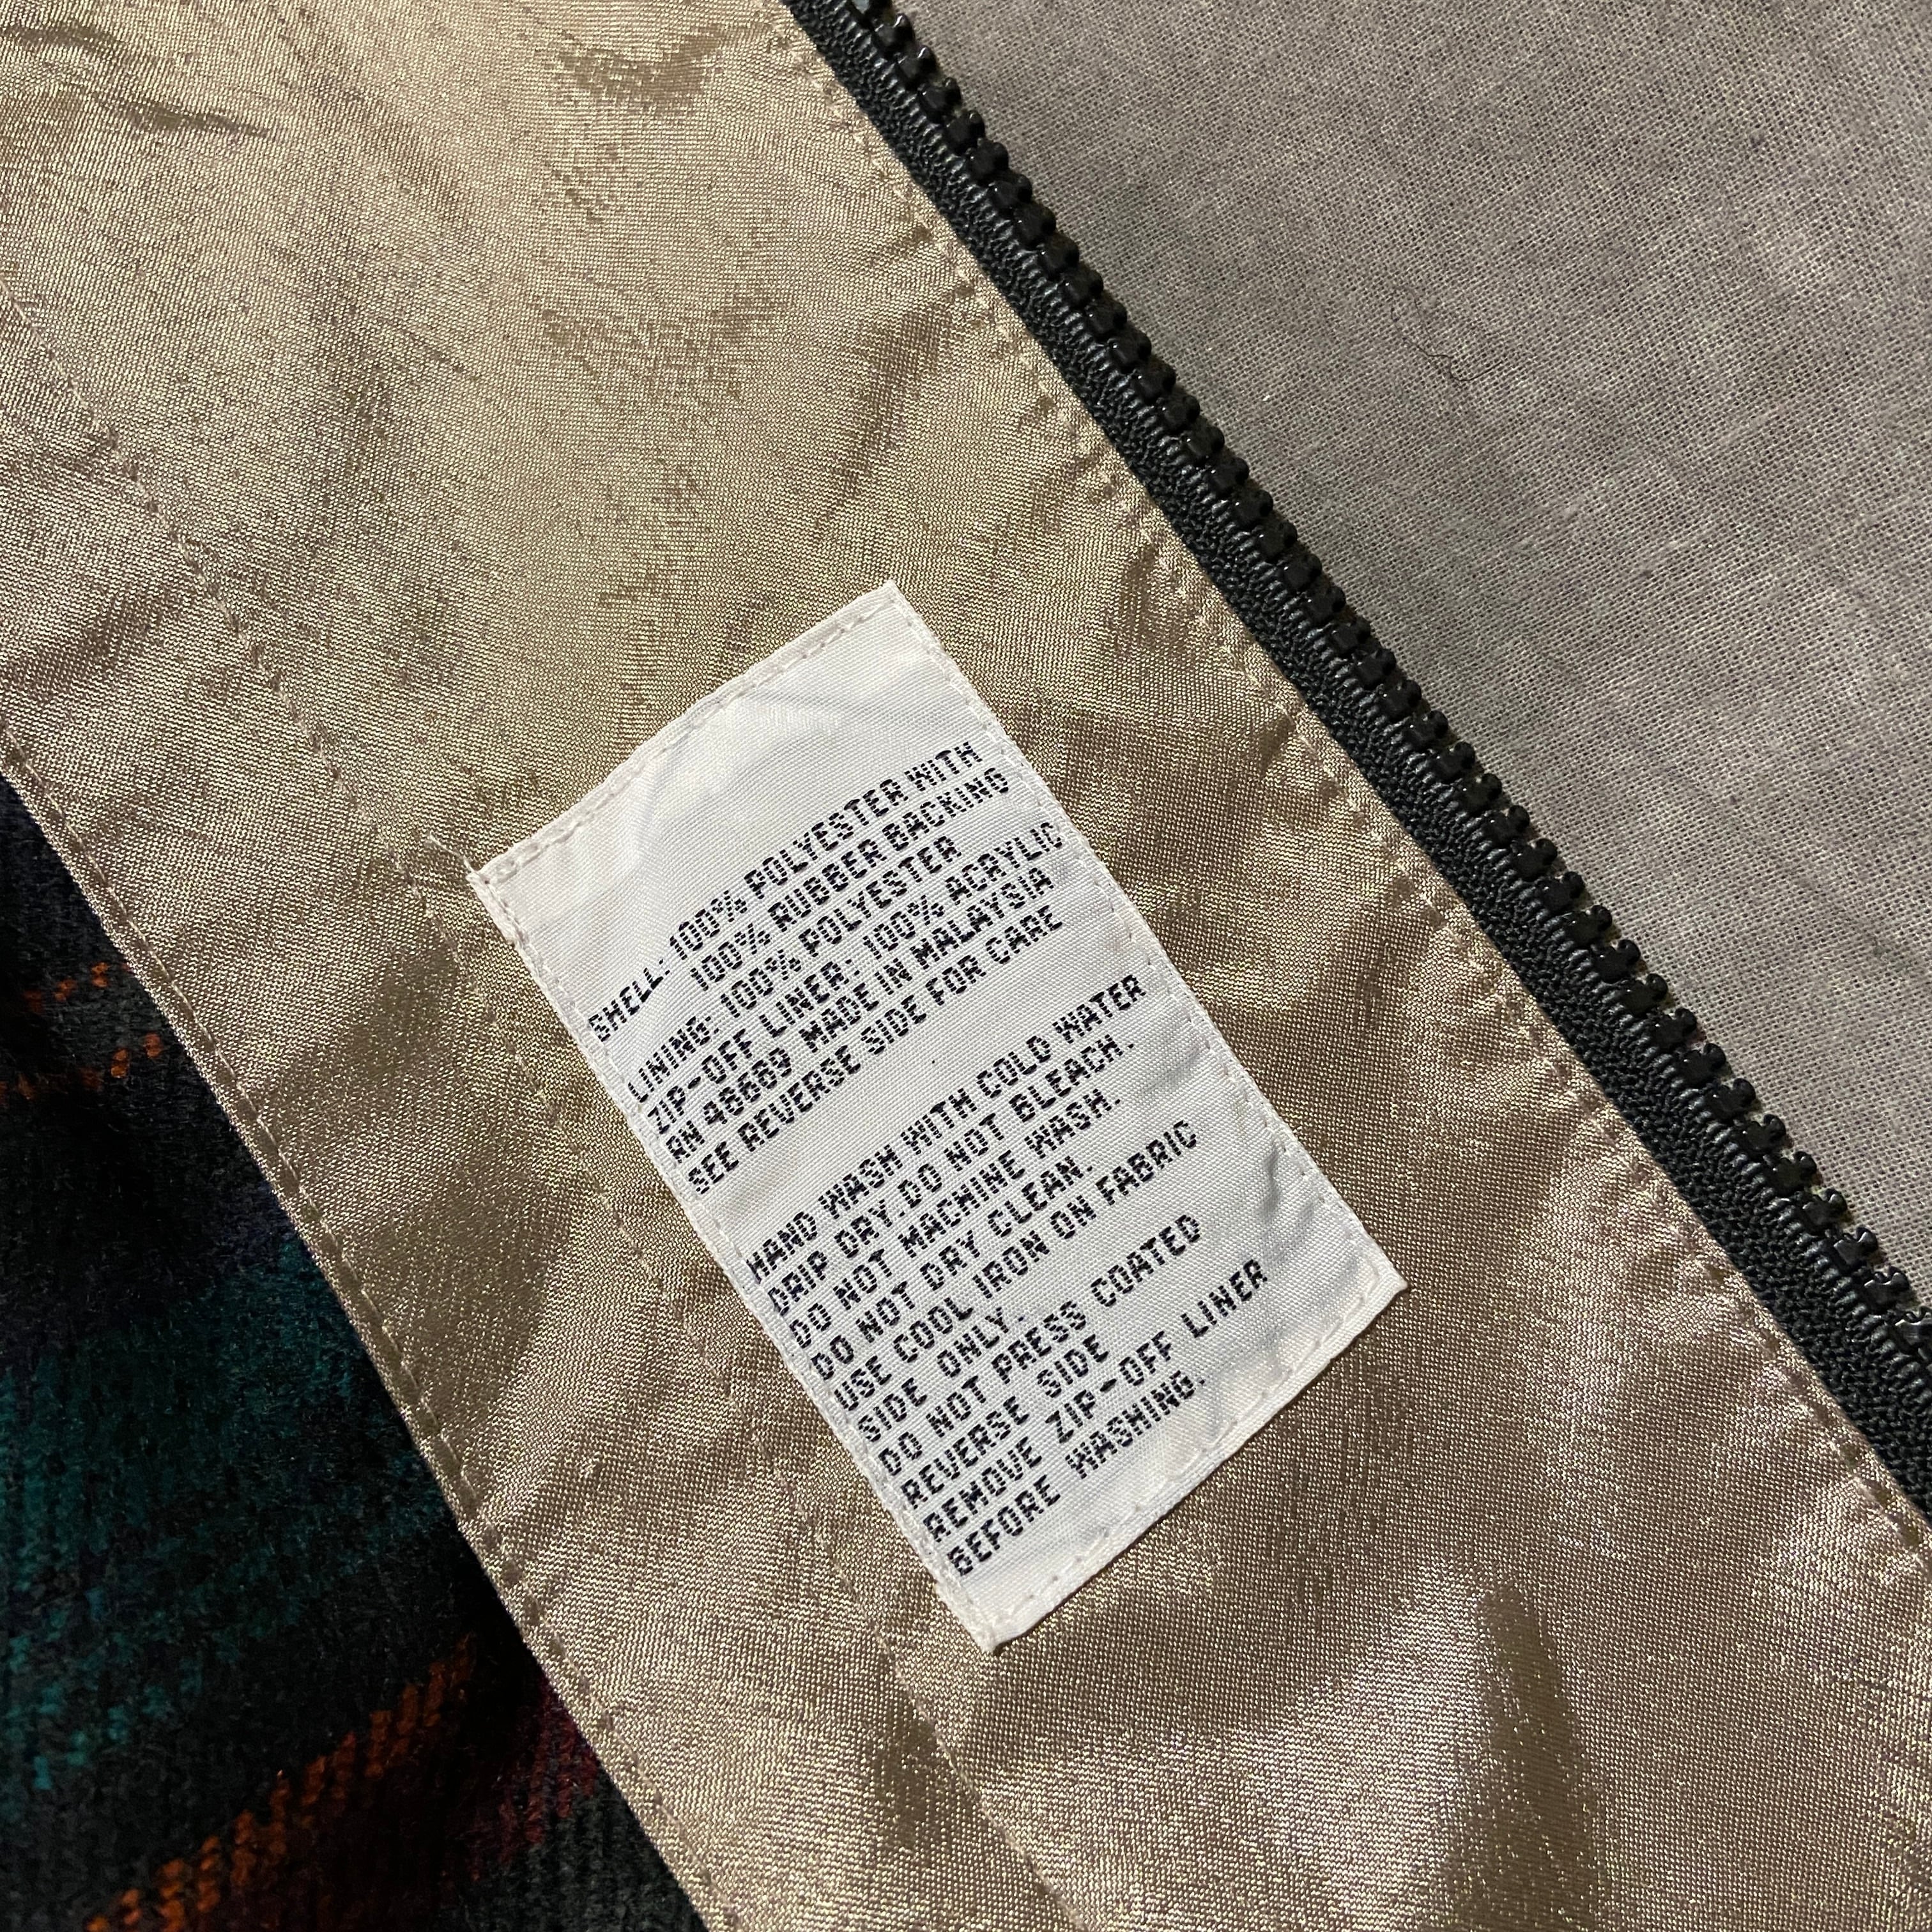 SHELL: 100% POLYESTER WITH
100% RUBBER BACKING
LINING: 100% POLYESTER
ZIP-OFF LINER: 100% ACRYLIC
RN 46669 MADE IN MALAYSIA
SEE REVERSE SIDE FOR CARE
HAND WASH WITH COLD WATER
DRIP DRY. DO NOT BLEACH.
DO NOT MACHINE WASH.
DO NOT DRY CLEAN.
USE COOL IRON ON FABRIC
SIDE ONLY.
DO NOT PRESS COATED
REVERSE SIDE
REMOVE ZIP-OFF LINER
BEFORE WASHING.